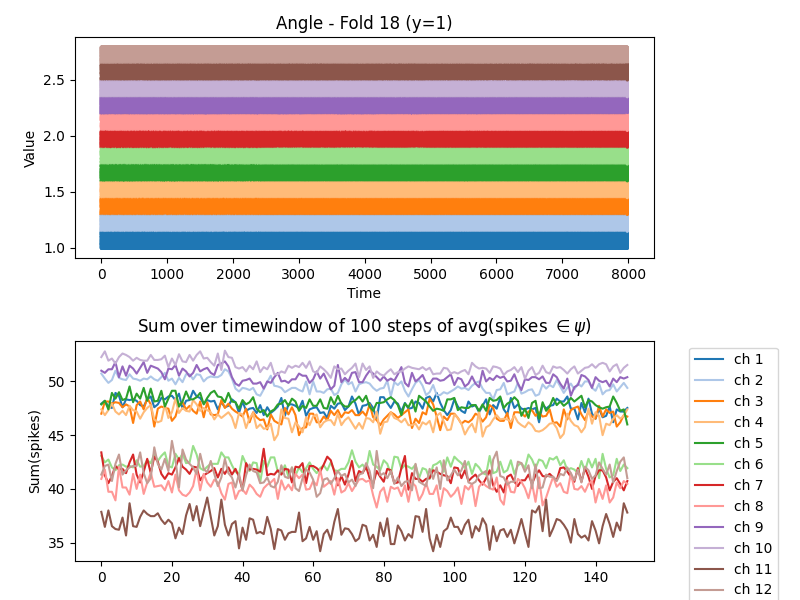 Angle - Fold 18 (y=1)
Value
2.5
2.0
1.5
1.0
0 1000 2000 3000 4000 5000 6000 7000 8000
Time
Sum over timewindow of 100 steps of avg(spikes ∈ ψ)
Sum(spikes)
50
45
40
35
0 20 40 60 80 100 120 140
ch 1
ch 2
ch 3
ch 4
ch 5
ch 6
ch 7
ch 8
ch 9
ch 10
ch 11
ch 12